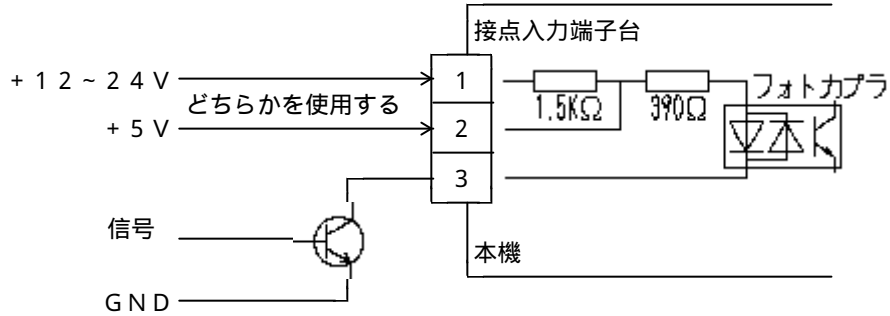 接点入力端子台
+12~24V
1
1.5KΩ
390Ω
フォトカプラ
どちらかを使用する
+5V
2
3
信号
本機
GND